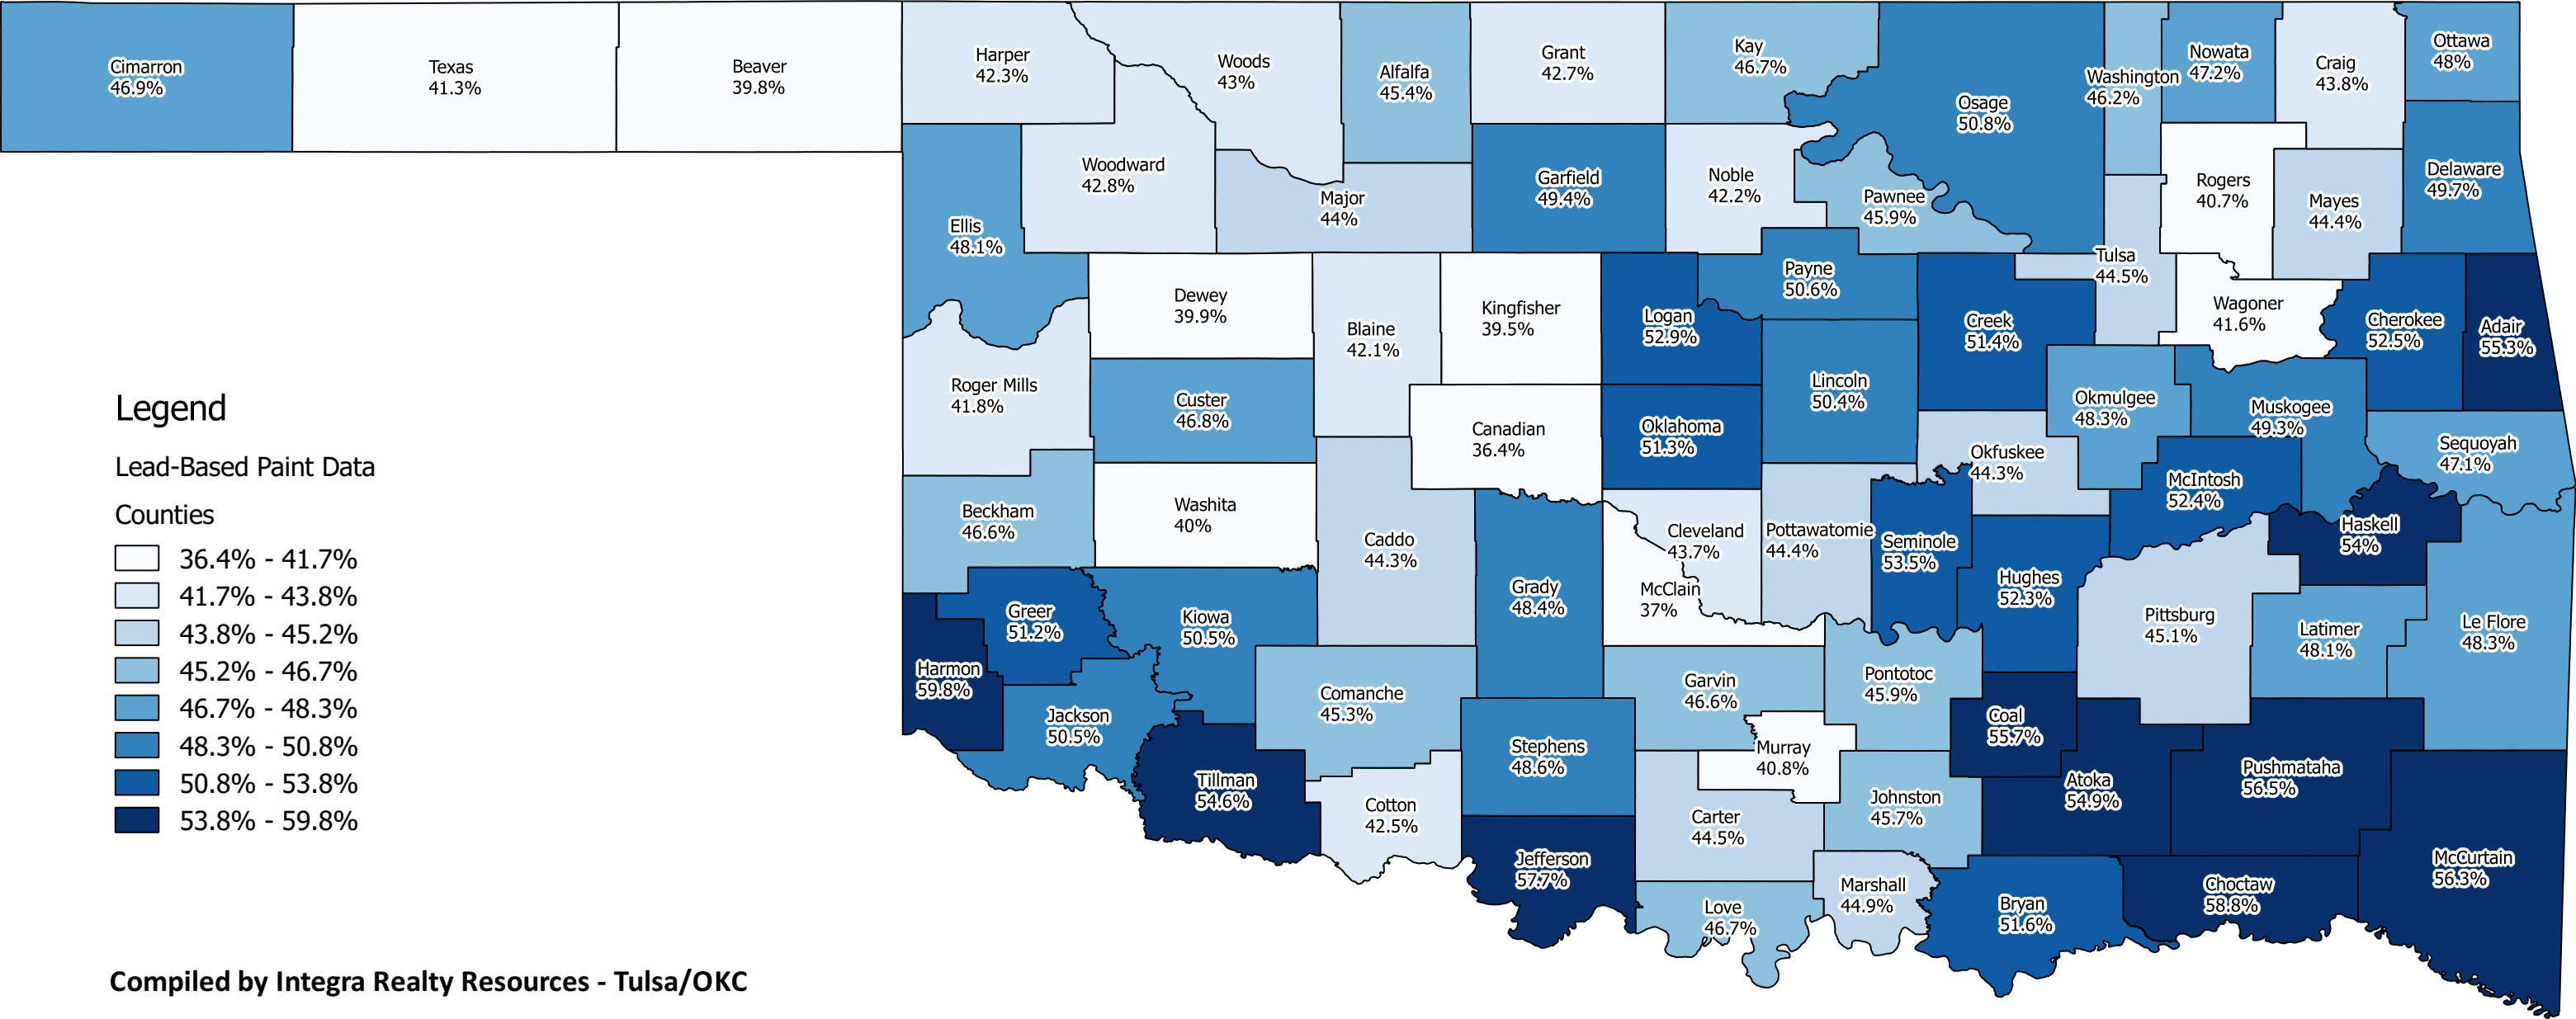 Cimarron
46.9%
Texas
41.3%
Beaver
39.8%
Harper
42.3%
Woods
43%
Alfalfa
45.4%
Grant
42.7%
Kay
46.7%
Osage
50.8%
Washington
46.2%
Nowata
47.2%
Craig
43.8%
Ottawa
48%
Ellis
48.1%
Woodward
42.8%
Major
44%
Garfield
49.4%
Noble
42.2%
Pawnee
45.9%
Rogers
40.7%
Mayes
44.4%
Delaware
49.7%
Dewey
39.9%
Blaine
42.1%
Kingfisher
39.5%
Logan
52.9%
Payne
50.6%
Creek
51.4%
Tulsa
44.5%
Wagoner
41.6%
Cherokee
52.5%
Adair
55.3%
Roger Mills
41.8%
Custer
46.8%
Canadian
36.4%
Oklahoma
51.3%
Lincoln
50.4%
Okfuskee
44.3%
Okmulgee
48.3%
Muskogee
49.3%
Sequoyah
47.1%
Beckham
46.6%
Washita
40%
Caddo
44.3%
Grady
48.4%
Cleveland
43.7%
McClain
37%
Pottawatomie
44.4%
Seminole
53.5%
Hughes
52.3%
McIntosh
52.4%
Haskell
54%
Pittsburg
45.1%
Latimer
48.1%
Le Flore
48.3%
Harmon
59.8%
Greer
51.2%
Kiowa
50.5%
Jackson
50.5%
Tillman
54.6%
Comanche
45.3%
Cotton
42.5%
Stephens
48.6%
Jefferson
57.7%
Garvin
46.6%
Murray
40.8%
Carter
44.5%
Love
46.7%
Pontotoc
45.9%
Johnston
45.7%
Marshall
44.9%
Coal
55.7%
Atoka
54.9%
Bryan
51.6%
Pushmataha
56.5%
Choctaw
58.8%
McCurtain
56.3%
Legend
Lead-Based Paint Data
Counties
36.4% - 41.7%
41.7% - 43.8%
43.8% - 45.2%
45.2% - 46.7%
46.7% - 48.3%
48.3% - 50.8%
50.8% - 53.8%
53.8% - 59.8%
Compiled by Integra Realty Resources - Tulsa/OKC